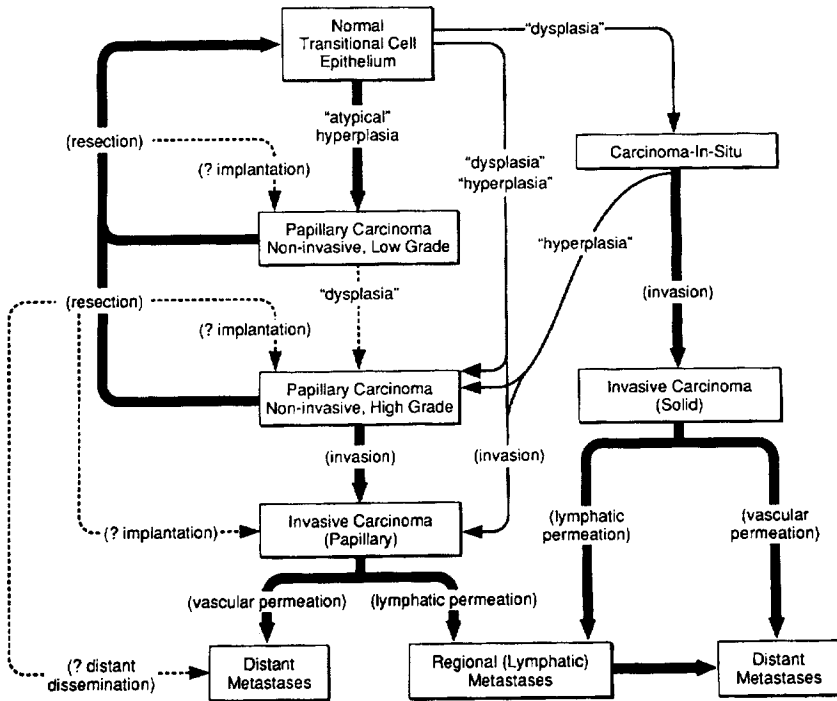 Normal
Transitional Cell
Epithelium
"dysplasia"
"atypical"
hyperplasia
(resection)
(? implantation)
"dysplasia"
"hyperplasia"
Carcinoma-In-Situ
Papillary Carcinoma
Non-invasive, Low Grade
"hyperplasia"
"dysplasia"
(resection)
(? implantation)
(invasion)
Papillary Carcinoma
Non-invasive, High Grade
Invasive Carcinoma
(Solid)
(invasion)
(invasion)
(? implantation)
Invasive Carcinoma
(Papillary)
(lymphatic
permeation)
(vascular
permeation)
(vascular permeation)
(lymphatic permeation)
(? distant
dissemination)
Distant
Metastases
Regional (Lymphatic)
Metastases
Distant
Metastases